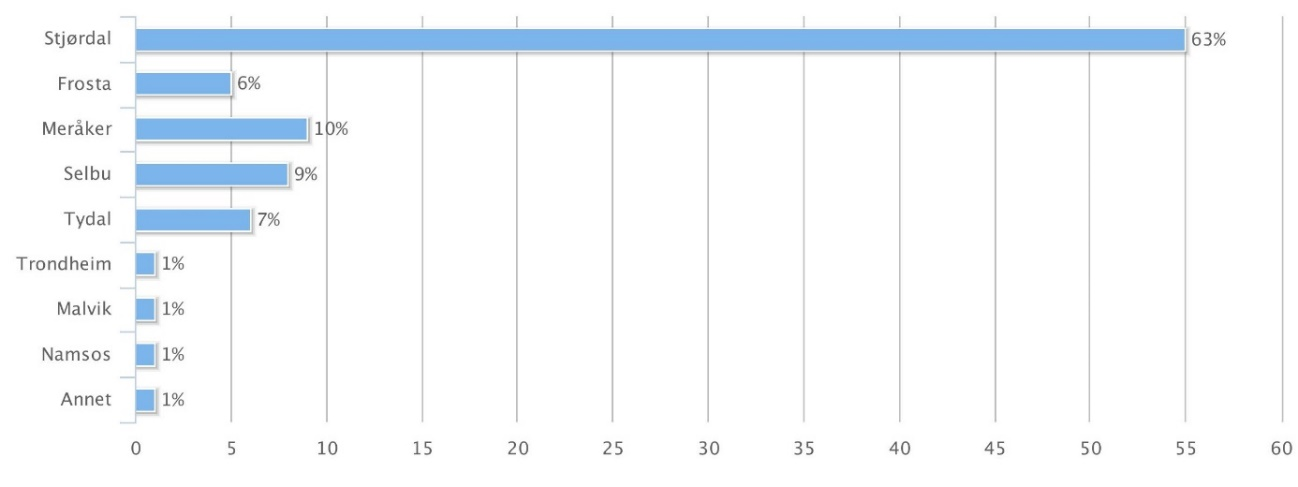 Stjørdal 63%
Frosta 6%
Meråker 10%
Selbu 9%
Tydal 7%
Trondheim 1%
Malvik 1%
Namsos 1%
Annet 1%
0 5 10 15 20 25 30 35 40 45 50 55 60